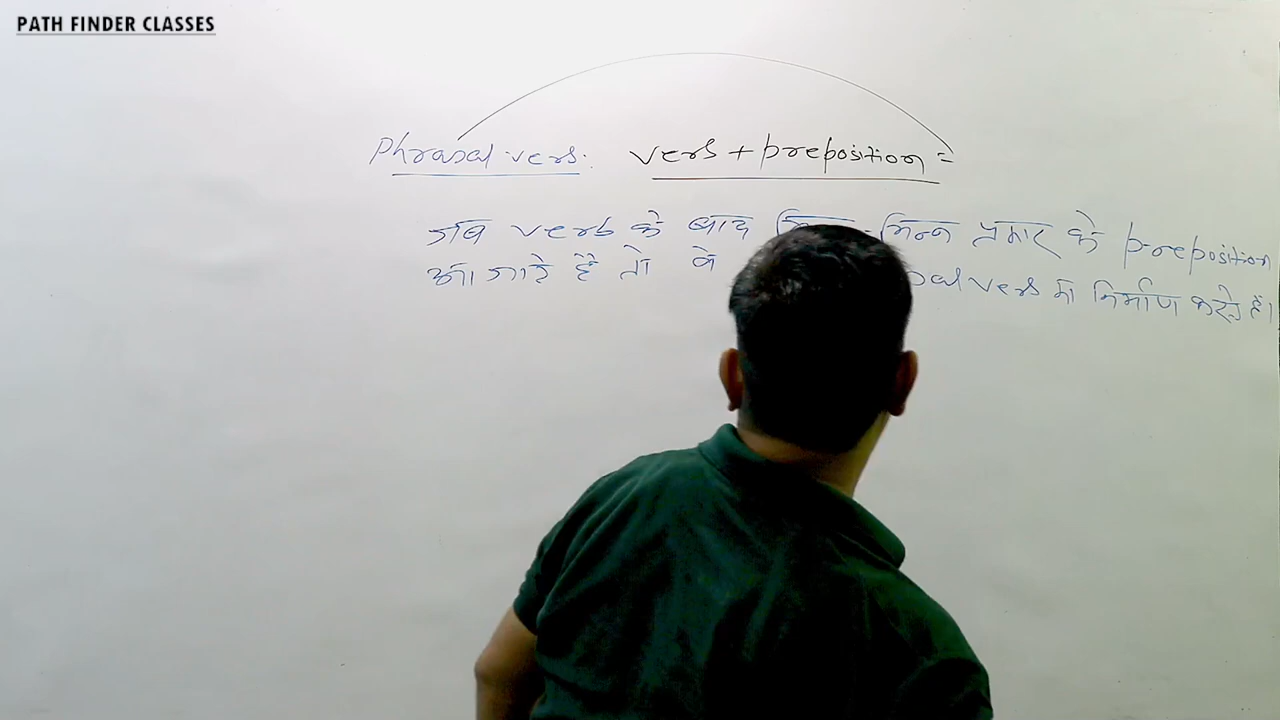 PATH FINDER CLASSES
Phrasal verb. verb + preposition =
जब verb के बाद भिन्न प्रकार के preposition
आ जाते हैं तो वे verb का निर्माण करते हैं।